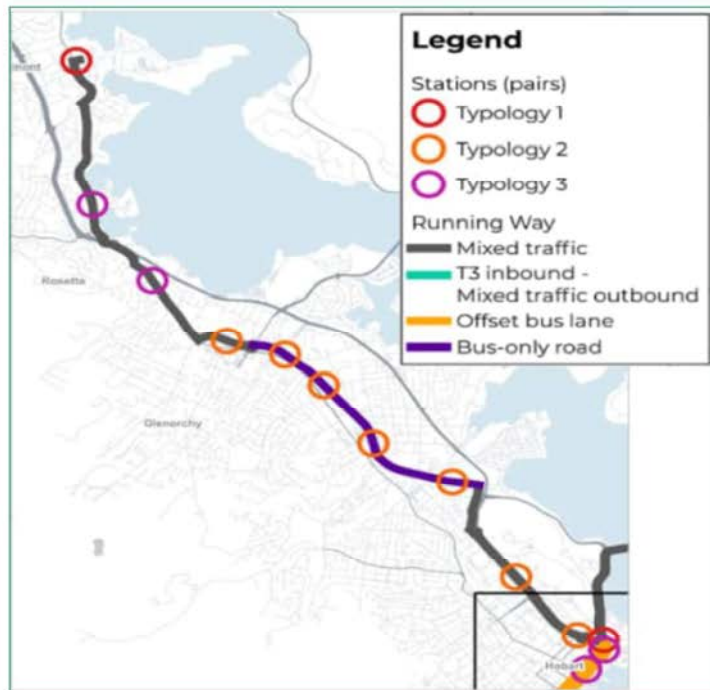 Legend
Stations (pairs)
Typology 1
Typology 2
Typology 3
Running Way
Mixed traffic
T3 inbound -
Mixed traffic outbound
Offset bus lane
Bus-only road
mont
Rosetta
Glenorchy
Hobart